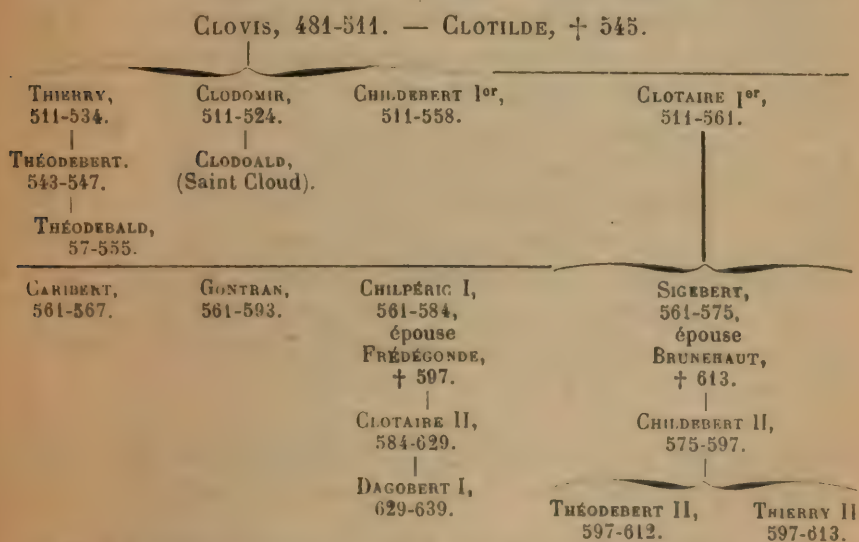 CLOVIS, 481-511. — CLOTILDE, † 545.
THIERRY, CLODOMIR, CHILDEBERT Ier, CLOTAIRE Ier,
511-534. 511-524. 511-558. 511-561.
THÉODEBERT. CLODOALD,
543-547. (Saint Cloud).
THÉODEBALD,
57-555.
CARIBERT, GONTRAN, CHILPÉRIC I, SIGEBERT,
561-567. 561-593. 561-584, 561-575,
épouse épouse
FRÉDÉGONDE, BRUNEHAUT,
† 597. † 613.
CLOTAIRE II, CHILDEBERT II,
584-629. 575-597.
DAGOBERT I, THÉODEBERT II, THIERRY II
629-639. 597-612. 597-613.